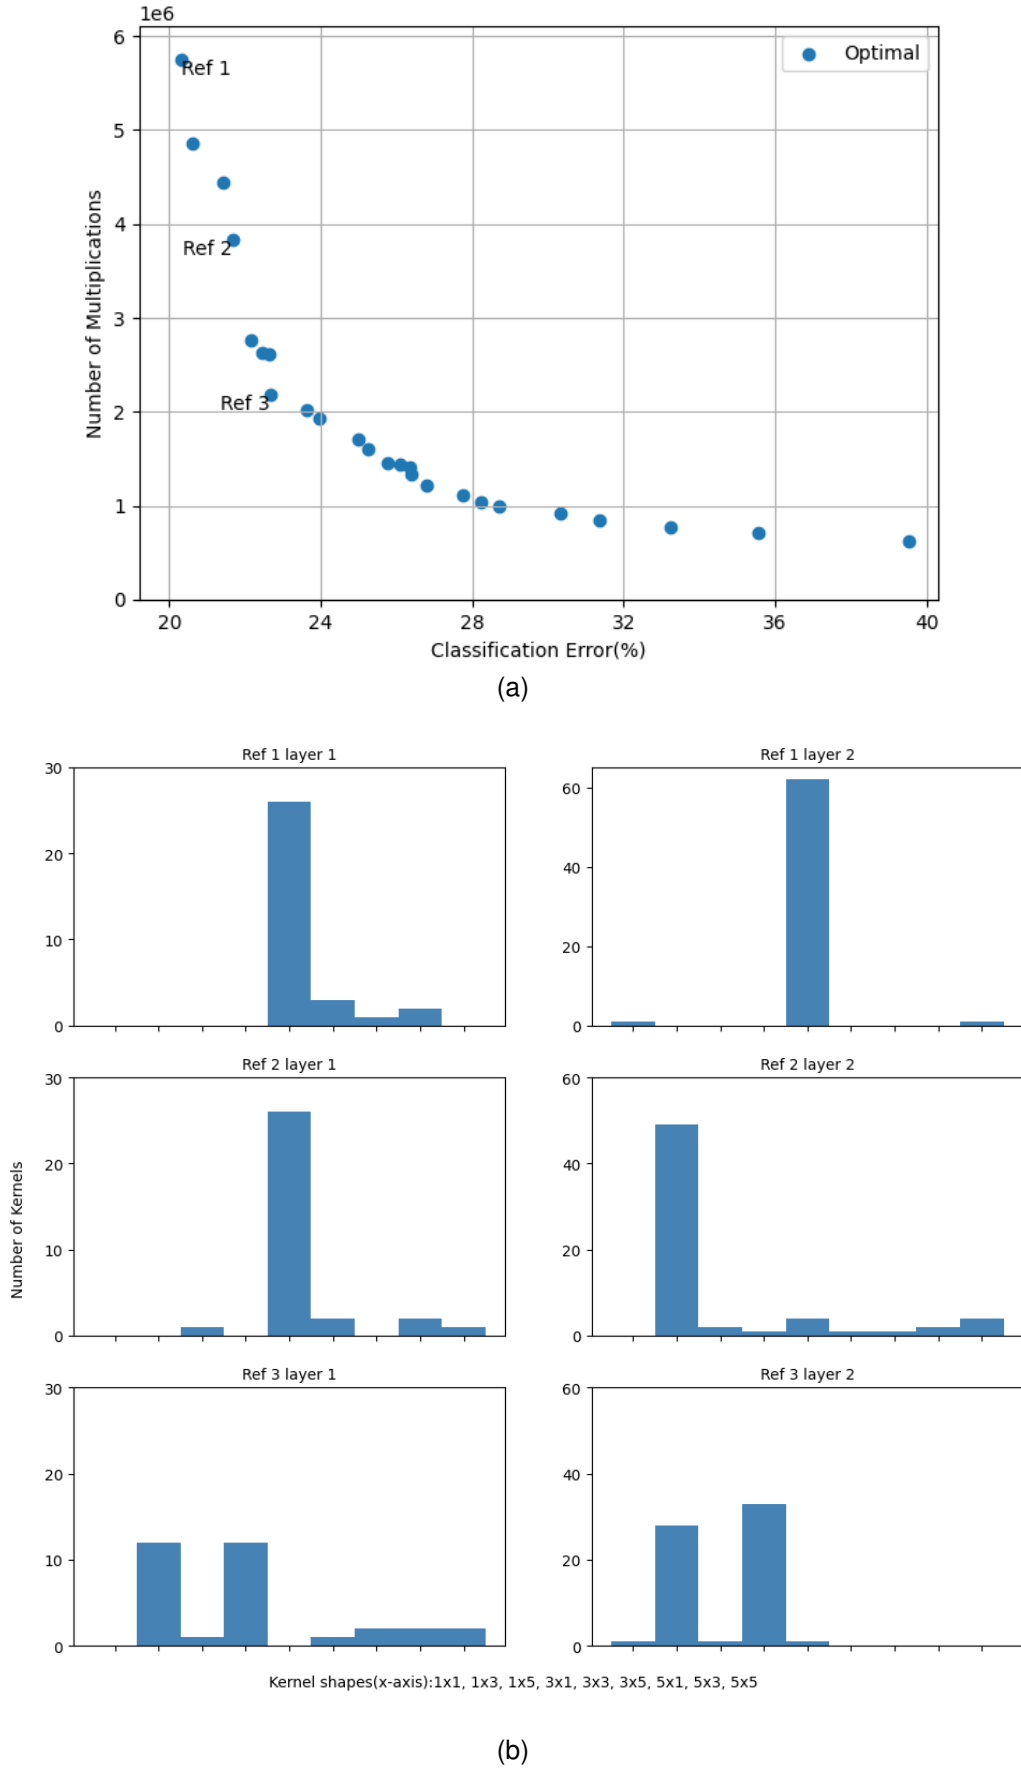 1e6
6
5
4
3
2
1
0
Number of Multiplications
Optimal
Ref 1
Ref 2
Ref 3
20 24 28 32 36 40
Classification Error(%)
(a)
Ref 1 layer 1
30
20
10
0
Ref 1 layer 2
60
40
20
0
Ref 2 layer 1
30
20
10
0
Ref 2 layer 2
60
40
20
0
Number of Kernels
Ref 3 layer 1
30
20
10
0
Ref 3 layer 2
60
40
20
0
Kernel shapes(x-axis):1x1, 1x3, 1x5, 3x1, 3x3, 3x5, 5x1, 5x3, 5x5
(b)